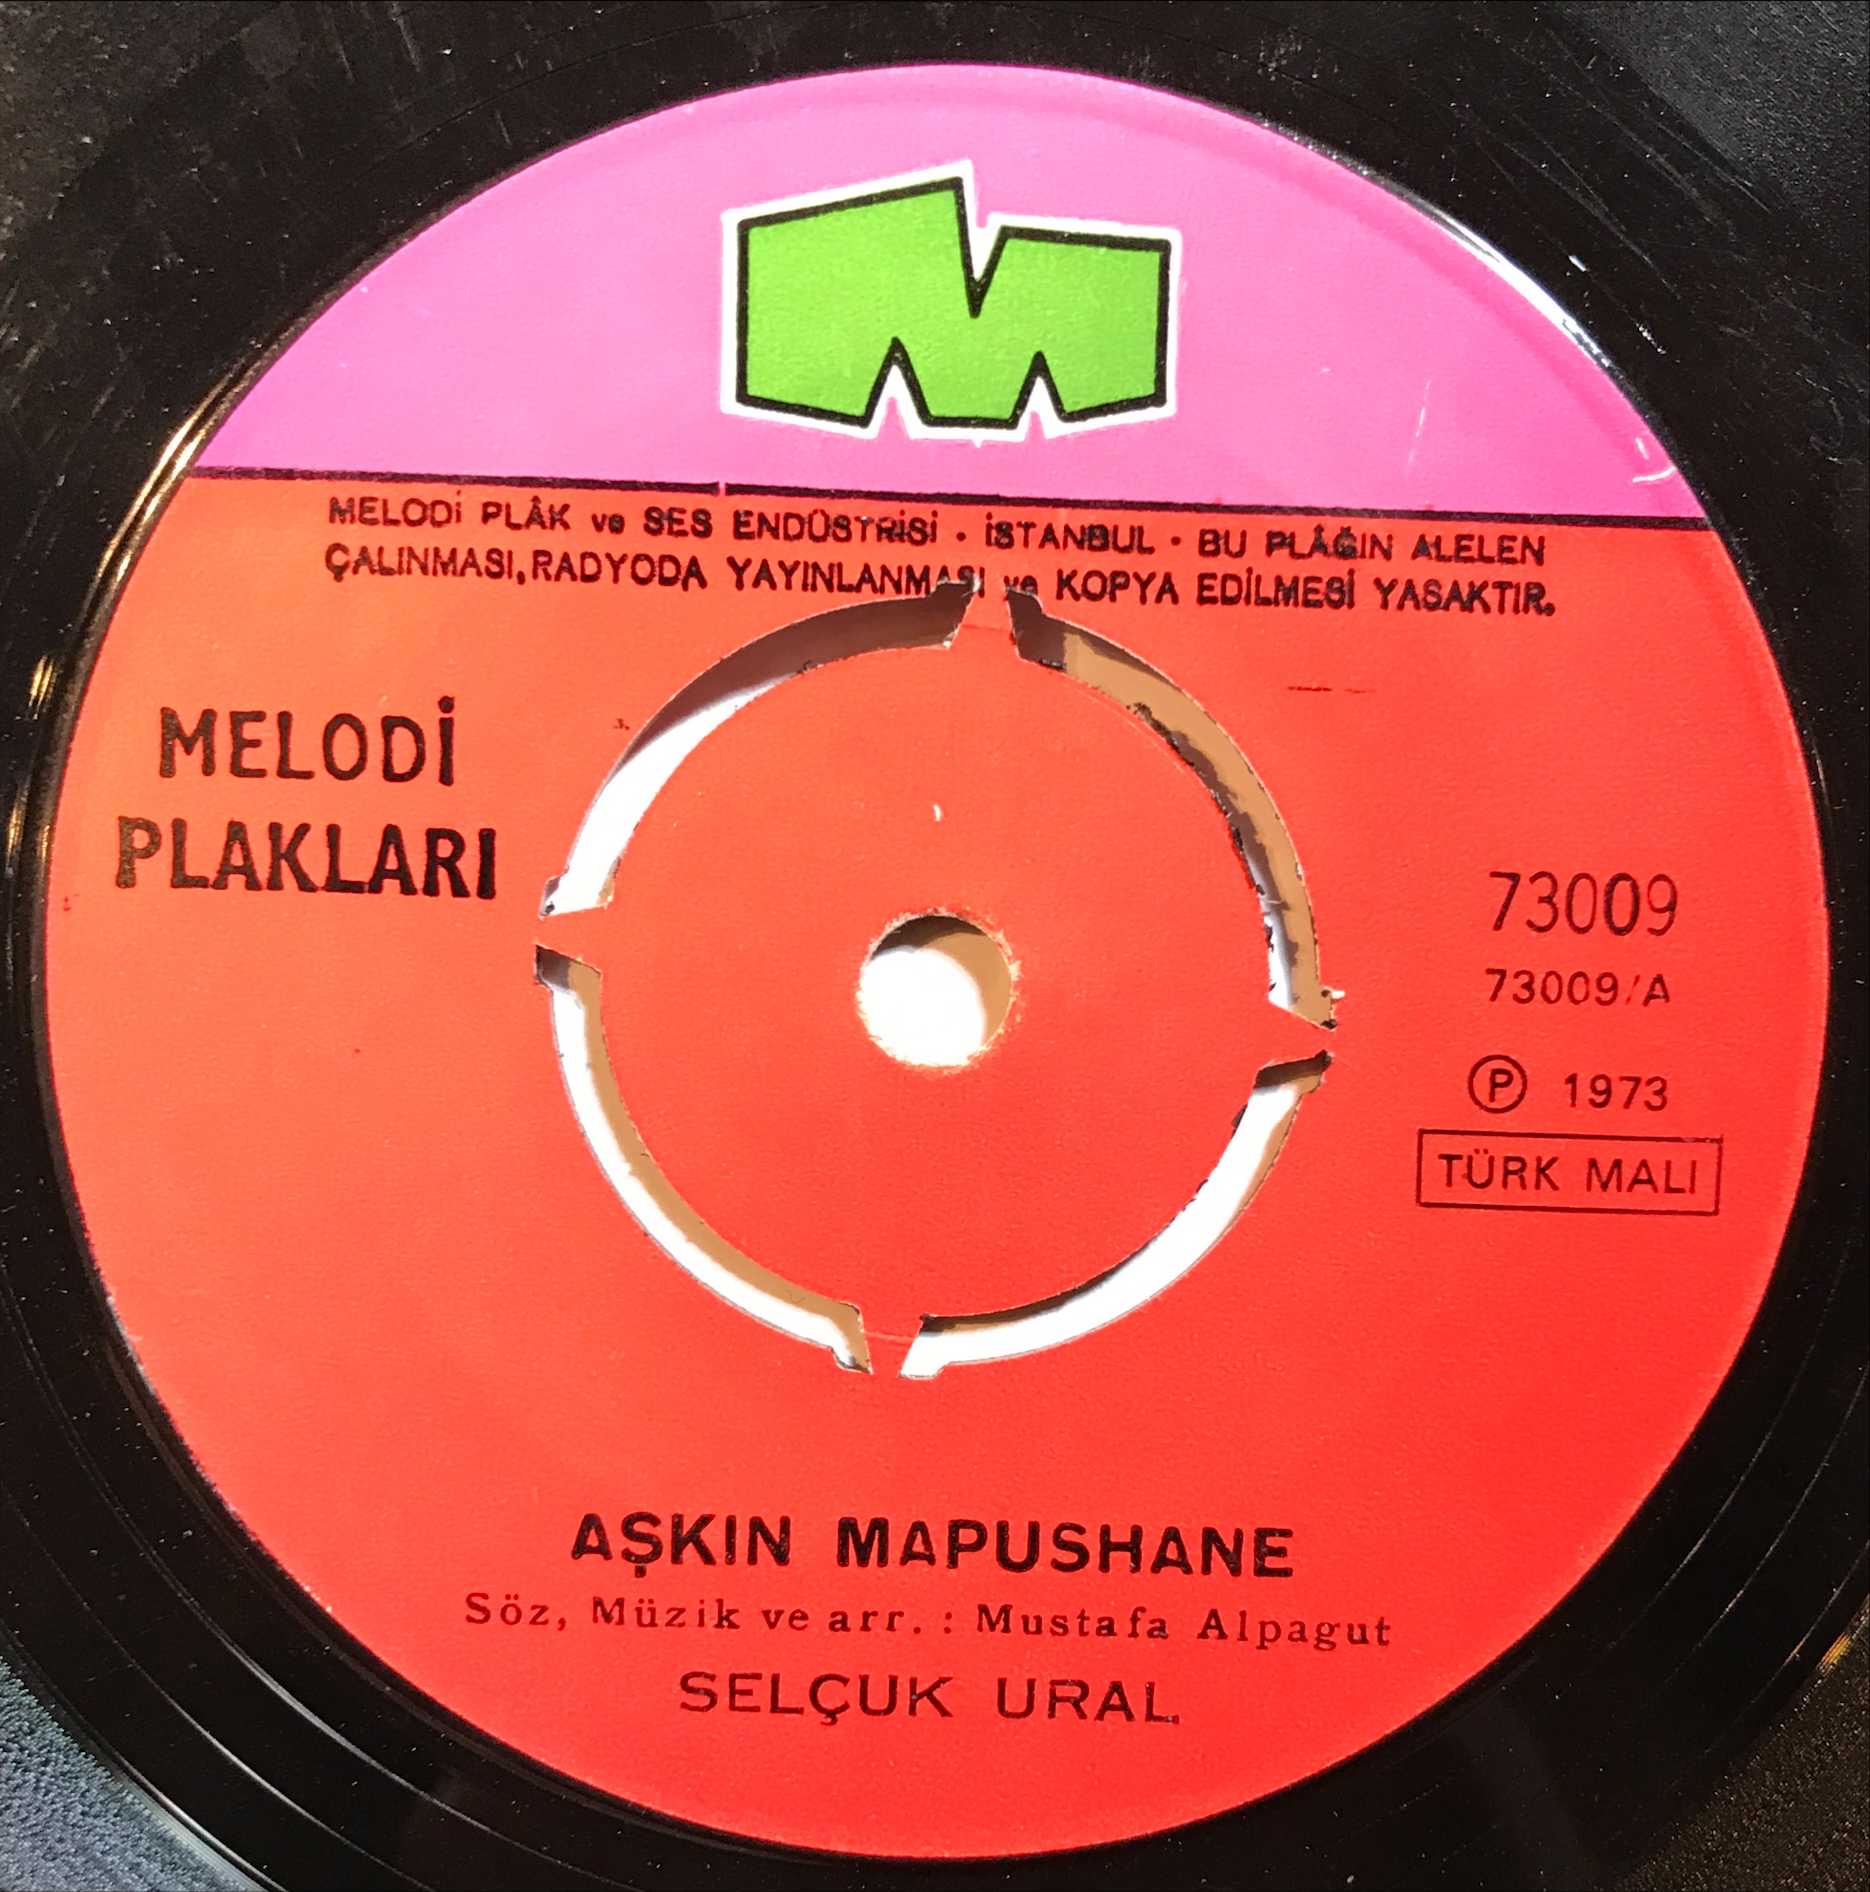 MELODİ PLÂK ve SES ENDÜSTRİSİ • İSTANBUL • BU PLÂĞIN ALELEN
ÇALINMASI, RADYODA YAYINLANMASI ve KOPYA EDİLMESİ YASAKTIR.
MELODİ
PLAKLARI
73009
73009/A
Ⓟ 1973
TÜRK MALI
AŞKIN MAPUSHANE
Söz, Müzik ve arr. : Mustafa Alpagut
SELÇUK URAL